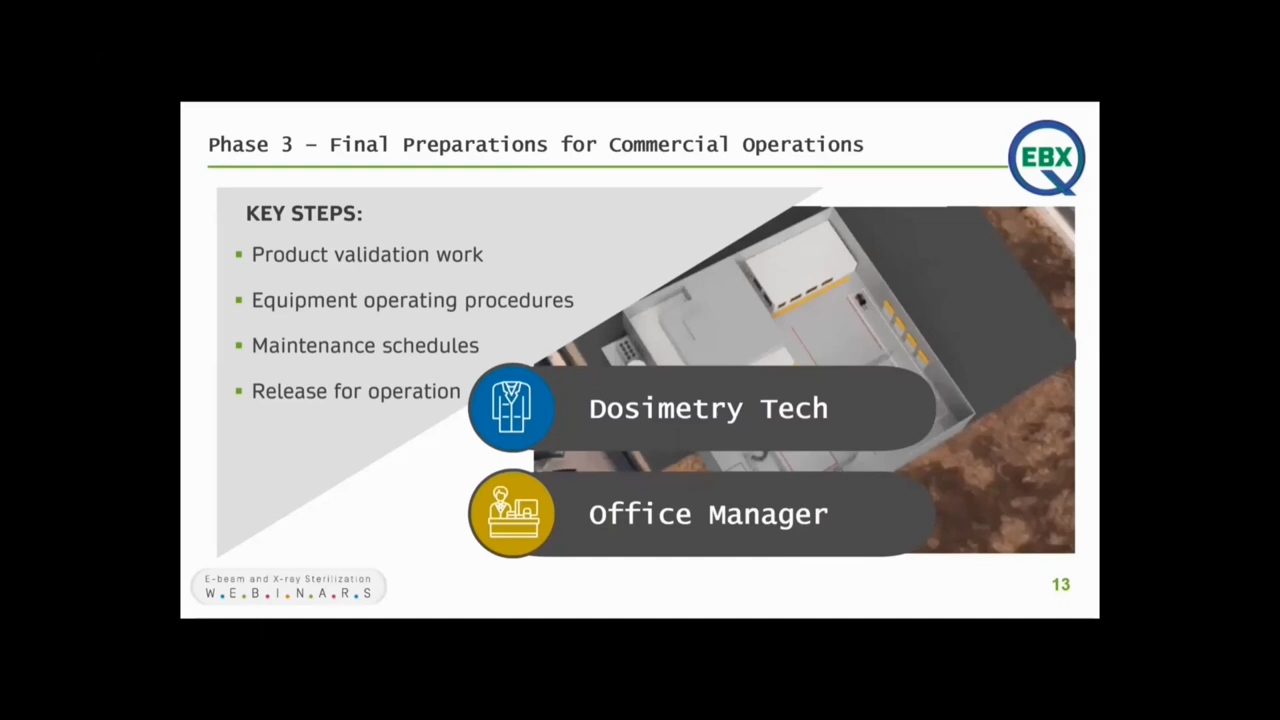 Phase 3 – Final Preparations for Commercial Operations
EBX
KEY STEPS:
Product validation work
Equipment operating procedures
Maintenance schedules
Release for operation
Dosimetry Tech
Office Manager
E-beam and X-ray Sterilization
W.E.B.I.N.A.R.S
13